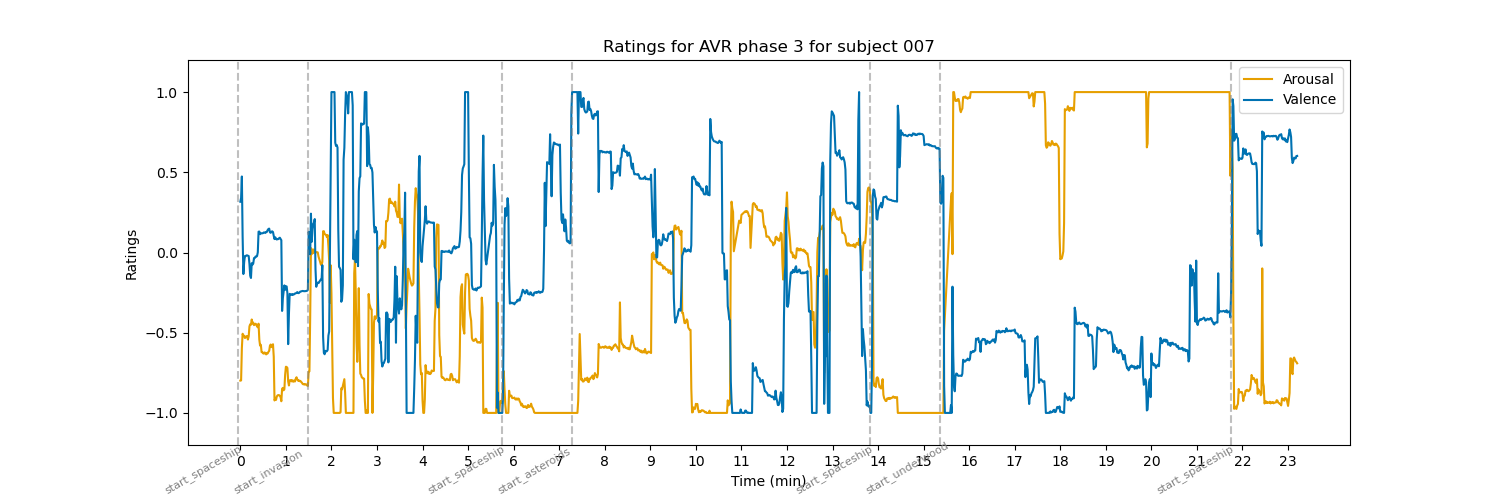 Ratings for AVR phase 3 for subject 007
Arousal
Valence
Ratings
1.0
0.5
0.0
−0.5
−1.0
0 1 2 3 4 5 6 7 8 9 10 11 12 13 14 15 16 17 18 19 20 21 22 23
start_spaceship
start_invasion
start_spaceship
start_asteroids
start_spaceship
start_underwood
start_spaceship
Time (min)